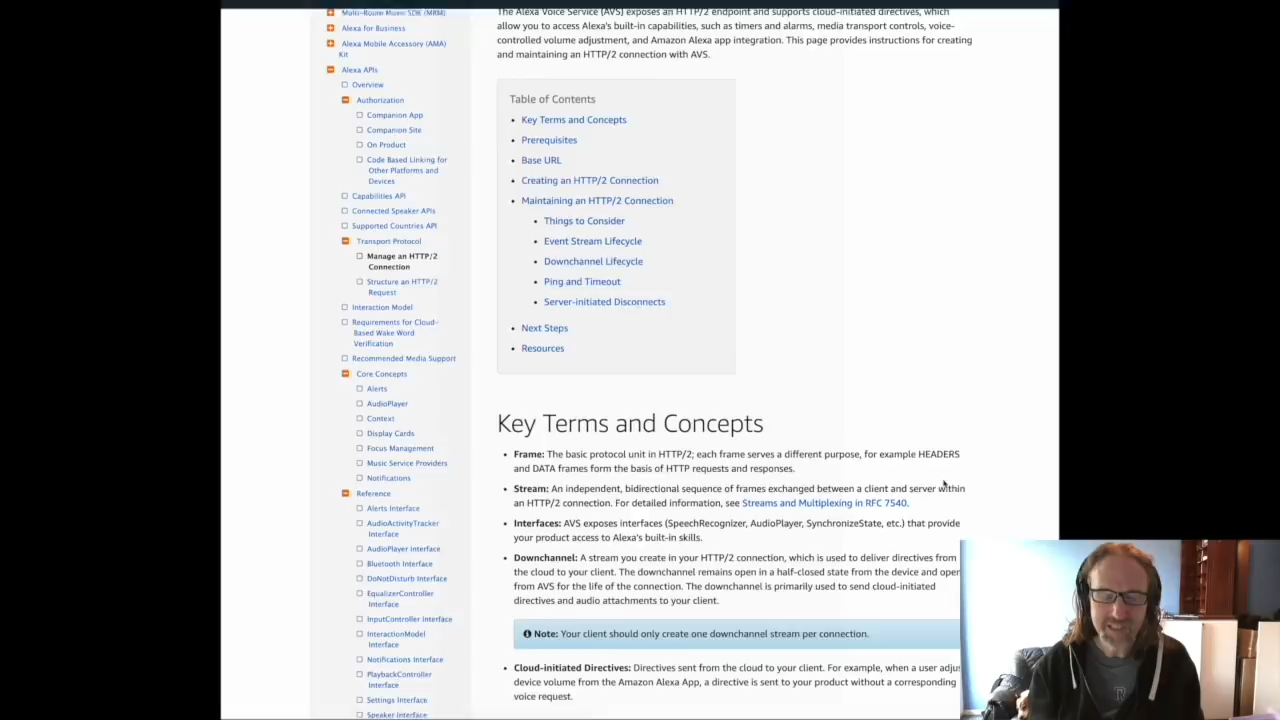 Multi-Room Music SDK (MRM)
Alexa for Business
Alexa Mobile Accessory (AMA)
Kit
Alexa APIs
Overview
Authorization
Companion App
Companion Site
On Product
Code Based Linking for
Other Platforms and
Devices
Capabilities API
Connected Speaker APIs
Supported Countries API
Transport Protocol
Manage an HTTP/2
Connection
Structure an HTTP/2
Request
Interaction Model
Requirements for Cloud-
Based Wake Word
Verification
Recommended Media Support
Core Concepts
Alerts
AudioPlayer
Context
Display Cards
Focus Management
Music Service Providers
Notifications
Reference
Alerts Interface
AudioActivityTracker
Interface
AudioPlayer Interface
Bluetooth Interface
DoNotDisturb Interface
EqualizerController
Interface
InputController Interface
InteractionModel
Interface
Notifications Interface
PlaybackController
Interface
Settings Interface
Speaker Interface
The Alexa Voice Service (AVS) exposes an HTTP/2 endpoint and supports cloud-initiated directives, which
allow you to access Alexa's built-in capabilities, such as timers and alarms, media transport controls, voice-
controlled volume adjustment, and Amazon Alexa app integration. This page provides instructions for creating
and maintaining an HTTP/2 connection with AVS.
Table of Contents
Key Terms and Concepts
Prerequisites
Base URL
Creating an HTTP/2 Connection
Maintaining an HTTP/2 Connection
Things to Consider
Event Stream Lifecycle
Downchannel Lifecycle
Ping and Timeout
Server-initiated Disconnects
Next Steps
Resources
Key Terms and Concepts
Frame: The basic protocol unit in HTTP/2; each frame serves a different purpose, for example HEADERS
and DATA frames form the basis of HTTP requests and responses.
Stream: An independent, bidirectional sequence of frames exchanged between a client and server within
an HTTP/2 connection. For detailed information, see Streams and Multiplexing in RFC 7540.
Interfaces: AVS exposes interfaces (SpeechRecognizer, AudioPlayer, SynchronizeState, etc.) that provide
your product access to Alexa's built-in skills.
Downchannel: A stream you create in your HTTP/2 connection, which is used to deliver directives from
the cloud to your client. The downchannel remains open in a half-closed state from the device and open
from AVS for the life of the connection. The downchannel is primarily used to send cloud-initiated
directives and audio attachments to your client.
Note: Your client should only create one downchannel stream per connection.
Cloud-initiated Directives: Directives sent from the cloud to your client. For example, when a user adjus
device volume from the Amazon Alexa App, a directive is sent to your product without a corresponding
voice request.